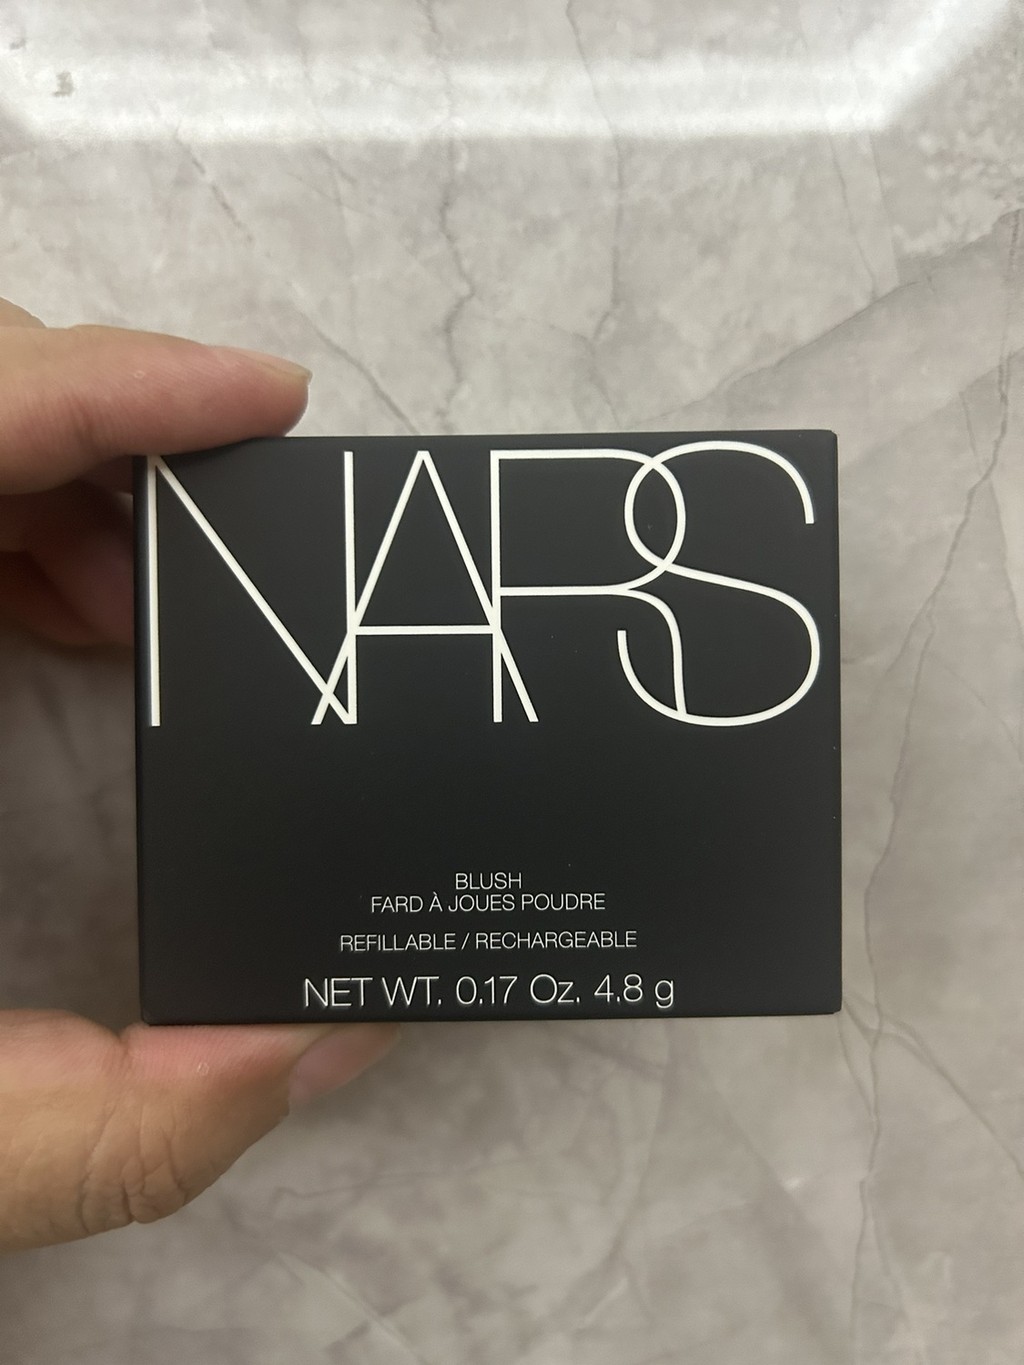 NARS
BLUSH
FARD À JOUES POUDRE
REFILLABLE / RECHARGEABLE
NET WT. 0.17 Oz. 4.8 g